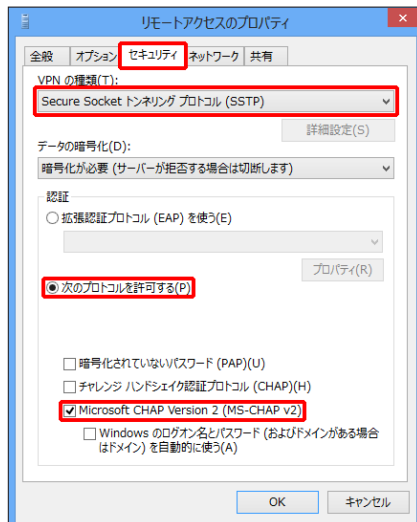 リモートアクセスのプロパティ
全般 オプション セキュリティ ネットワーク 共有
VPN の種類(T):
Secure Socket トンネリング プロトコル (SSTP)
詳細設定(S)
データの暗号化(D):
暗号化が必要 (サーバーが拒否する場合は切断します)
認証
拡張認証プロトコル (EAP) を使う(E)
プロパティ(R)
次のプロトコルを許可する(P)
暗号化されていないパスワード (PAP)(U)
チャレンジ ハンドシェイク認証プロトコル (CHAP)(H)
Microsoft CHAP Version 2 (MS-CHAP v2)
Windows のログオン名とパスワード (およびドメインがある場合
はドメイン) を自動的に使う(A)
OK キャンセル